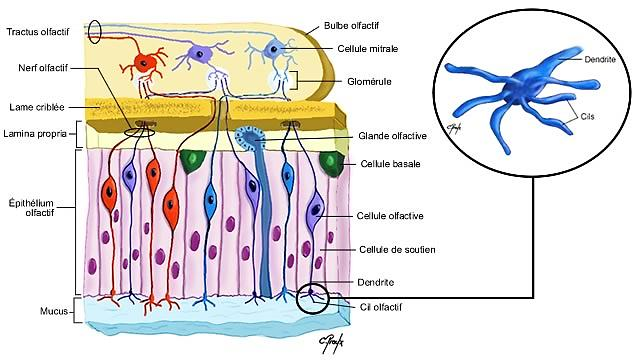 Tractus olfactif
Nerf olfactif
Lame criblée
Lamina propria
Épithélium
olfactif
Mucus
Bulbe olfactif
Cellule mitrale
Glomérule
Glande olfactive
Cellule basale
Cellule olfactive
Cellule de soutien
Dendrite
Cil olfactif
Dendrite
Cils